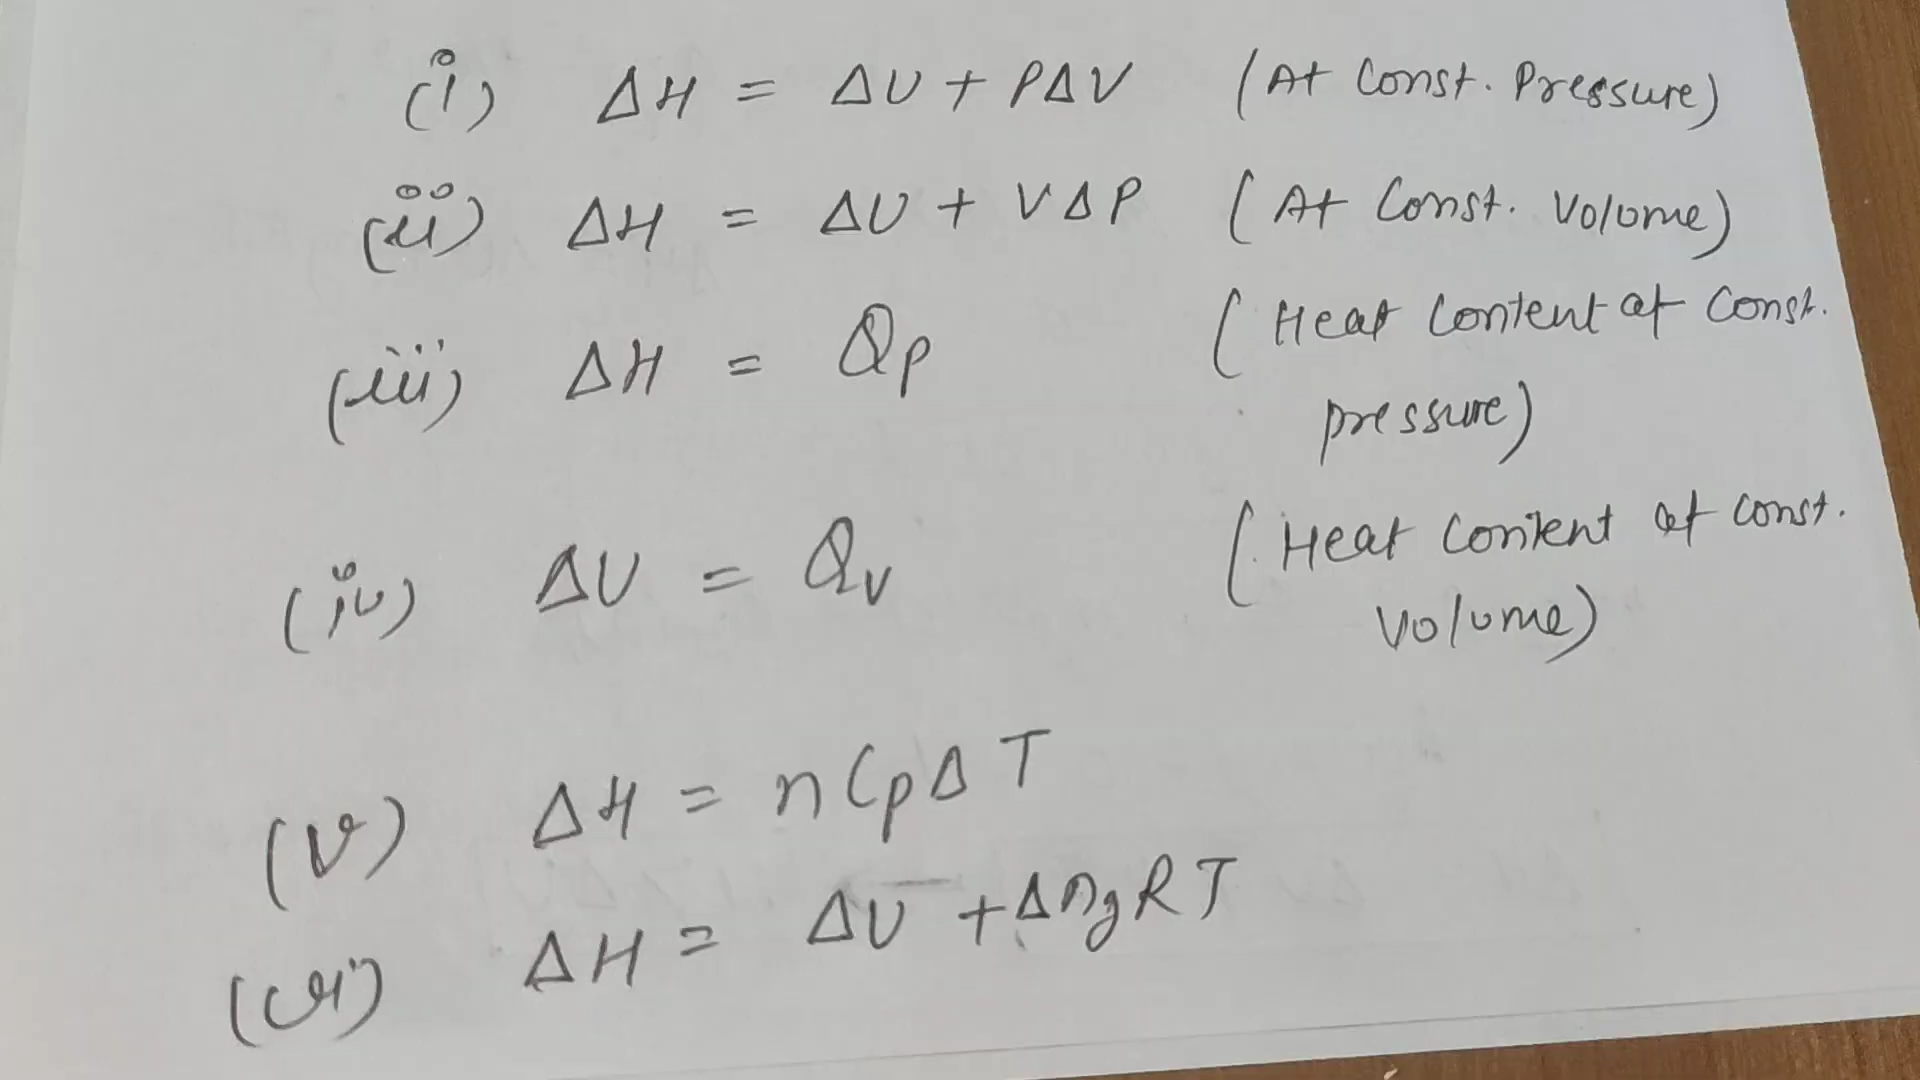 (i) ΔH = ΔU + PΔV (At Const. Pressure)
(ii) ΔH = ΔU + VΔP (At Const. Volume)
(iii) ΔH = Qp (Heat Content at Const.
pressure)
(iv) ΔU = Qv (Heat Content at const.
Volume)
(v) ΔH = nCpΔT
(vi) ΔH = ΔU + ΔngRT